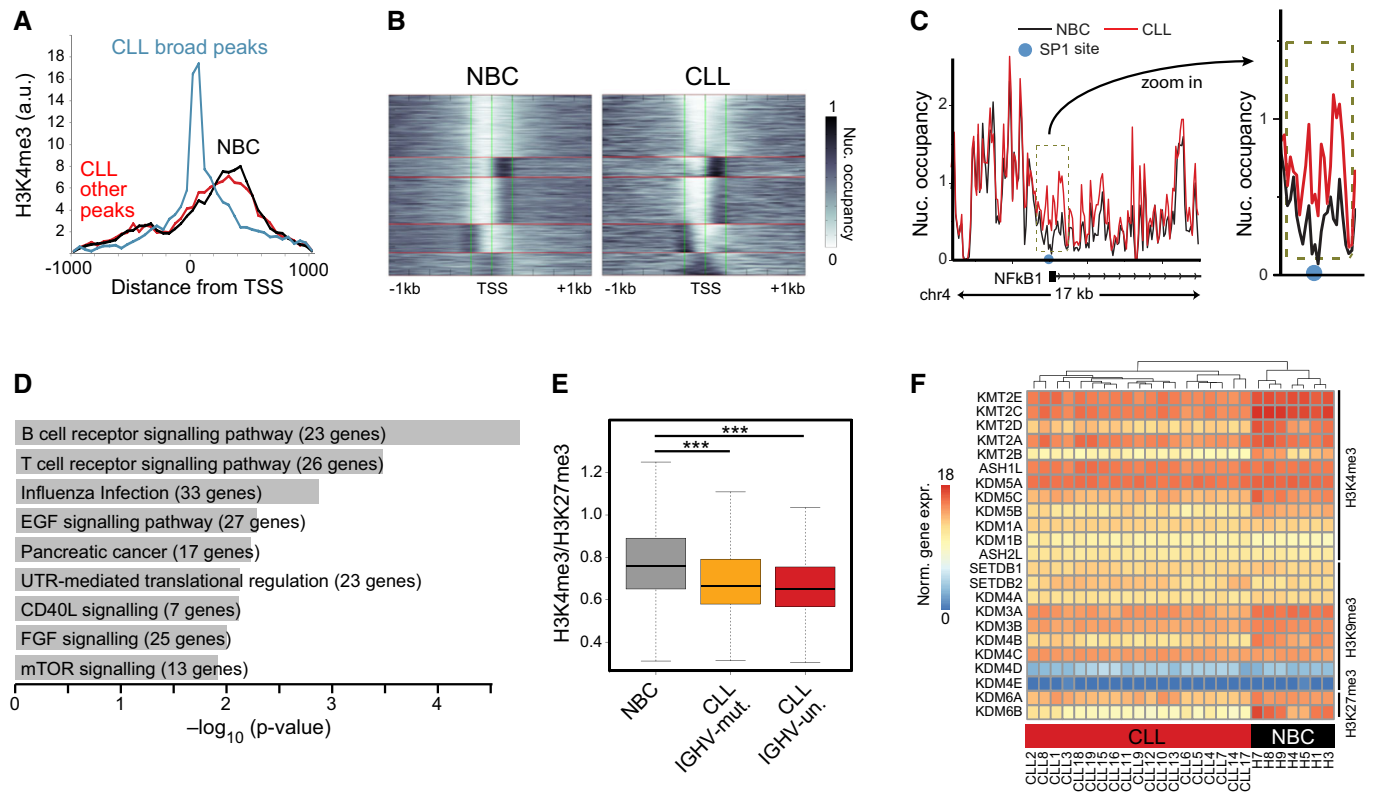 A
H3K4me3 (a.u.)
18
16
14
12
10
8
6
4
2
CLL broad peaks
NBC
CLL
other
peaks
-1000
0
1000
Distance from TSS
B
NBC
CLL
-1kb
TSS
+1kb
-1kb
TSS
+1kb
1
0
Nuc. occupancy
C
NBC
CLL
SP1 site
zoom in
Nuc. occupancy
2
1
0
NFkB1
chr4
17 kb
Nuc. occupancy
1
0
D
B cell receptor signalling pathway (23 genes)
T cell receptor signalling pathway (26 genes)
Influenza Infection (33 genes)
EGF signalling pathway (27 genes)
Pancreatic cancer (17 genes)
UTR-mediated translational regulation (23 genes)
CD40L signalling (7 genes)
FGF signalling (25 genes)
mTOR signalling (13 genes)
0
1
2
3
4
–log10 (p-value)
E
H3K4me3/H3K27me3
1.2
1.0
0.8
0.6
0.4
***
***
NBC
CLL
IGHV-mut.
CLL
IGHV-un.
F
Norm. gene expr.
18
0
KMT2E
KMT2C
KMT2D
KMT2A
KMT2B
ASH1L
KDM5A
KDM5C
KDM5B
KDM1A
KDM1B
ASH2L
SETDB1
SETDB2
KDM4A
KDM3A
KDM3B
KDM4B
KDM4C
KDM4D
KDM4E
KDM6A
KDM6B
H3K4me3
H3K9me3
H3K27me3
CLL
NBC
CLL2
CLL8
CLL1
CLL3
CLL18
CLL19
CLL15
CLL16
CLL11
CLL9
CLL12
CLL10
CLL13
CLL6
CLL5
CLL4
CLL7
CLL14
CLL17
H7
H8
H9
H4
H5
H1
H3